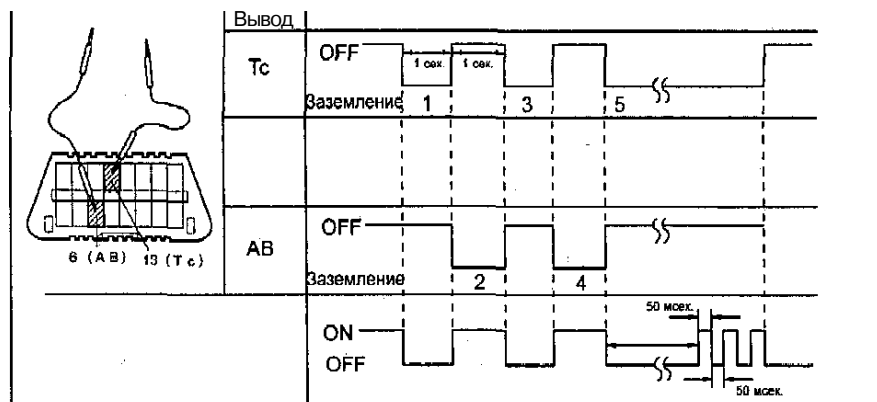 Вывод
Tc
OFF
1 сек.
1 сек.
Заземление
1
3
5
AB
OFF
Заземление
2
4
6 (AB)
13 (Tc)
50 мсек.
ON
OFF
50 мсек.